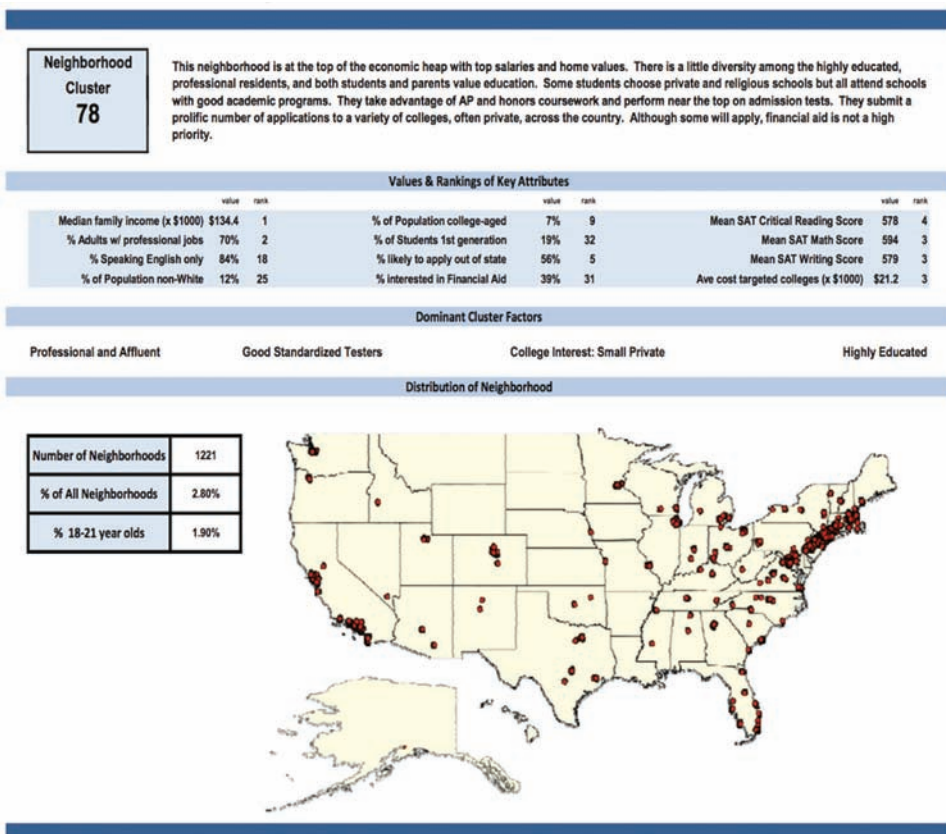 Neighborhood
Cluster
78
This neighborhood is at the top of the economic heap with top salaries and home values. There is a little diversity among the highly educated,
professional residents, and both students and parents value education. Some students choose private and religious schools but all attend schools
with good academic programs. They take advantage of AP and honors coursework and perform near the top on admission tests. They submit a
prolific number of applications to a variety of colleges, often private, across the country. Although some will apply, financial aid is not a high
priority.
Values & Rankings of Key Attributes
value rank value rank value rank
Median family income (x $1000) $134.4 1 % of Population college-aged 7% 9 Mean SAT Critical Reading Score 578 4
% Adults w/ professional jobs 70% 2 % of Students 1st generation 19% 32 Mean SAT Math Score 594 3
% Speaking English only 84% 18 % likely to apply out of state 56% 5 Mean SAT Writing Score 579 3
% of Population non-White 12% 25 % interested in Financial Aid 39% 31 Ave cost targeted colleges (x $1000) $21.2 3
Dominant Cluster Factors
Professional and Affluent Good Standardized Testers College Interest: Small Private Highly Educated
Distribution of Neighborhood
Number of Neighborhoods 1221
% of All Neighborhoods 2.80%
% 18-21 year olds 1.90%